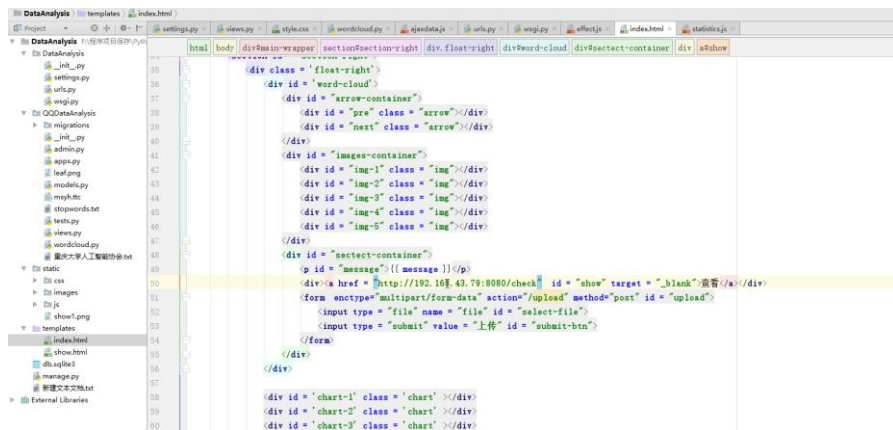 DataAnalysis templates index.html
Project settings.py views.py style.css wordcloud.py ajaxdata.js urls.py wsgi.py effect.js index.html statistics.js
DataAnalysis
html body div#main-wrapper section#section-right div.float-right div#word-cloud div#sectect-container div a#show
DataAnalysis
__init__.py
settings.py
urls.py
wsgi.py
QQDataAnalysis
migrations
__init__.py
admin.py
apps.py
leaf.png
models.py
msyh.ttc
stopwords.txt
tests.py
views.py
wordcloud.py
重庆大学人工智能协会.txt
static
css
images
js
show1.png
templates
index.html
show.html
db.sqlite3
manage.py
新建文本文档.txt
External Libraries
35 <div class = 'float-right'>
36 <div id = 'word-cloud'>
37 <div id = "arrow-container">
38 <div id = "pre" class = "arrow"></div>
39 <div id = "next" class = "arrow"></div>
40 </div>
41 <div id = "images-container">
42 <div id = "img-1" class = "img"></div>
43 <div id = "img-2" class = "img"></div>
44 <div id = "img-3" class = "img"></div>
45 <div id = "img-4" class = "img"></div>
46 <div id = "img-5" class = "img"></div>
47 </div>
48 <div id = "sectect-container">
49 <p id = "message">{{ message }}</p>
50 <div><a href = "http://192.168.43.79:8080/check" id = "show" target = "_blank">查看</a></div>
51 <form enctype="multipart/form-data" action="/upload" method="post" id = "upload">
52 <input type = "file" name = "file" id = "select-file">
53 <input type = "submit" value = "上传" id = "submit-btn">
54 </form>
55 </div>
56 </div>
57
58 <div id = 'chart-1' class = 'chart' ></div>
59 <div id = 'chart-2' class = 'chart' ></div>
60 <div id = 'chart-3' class = 'chart' ></div>